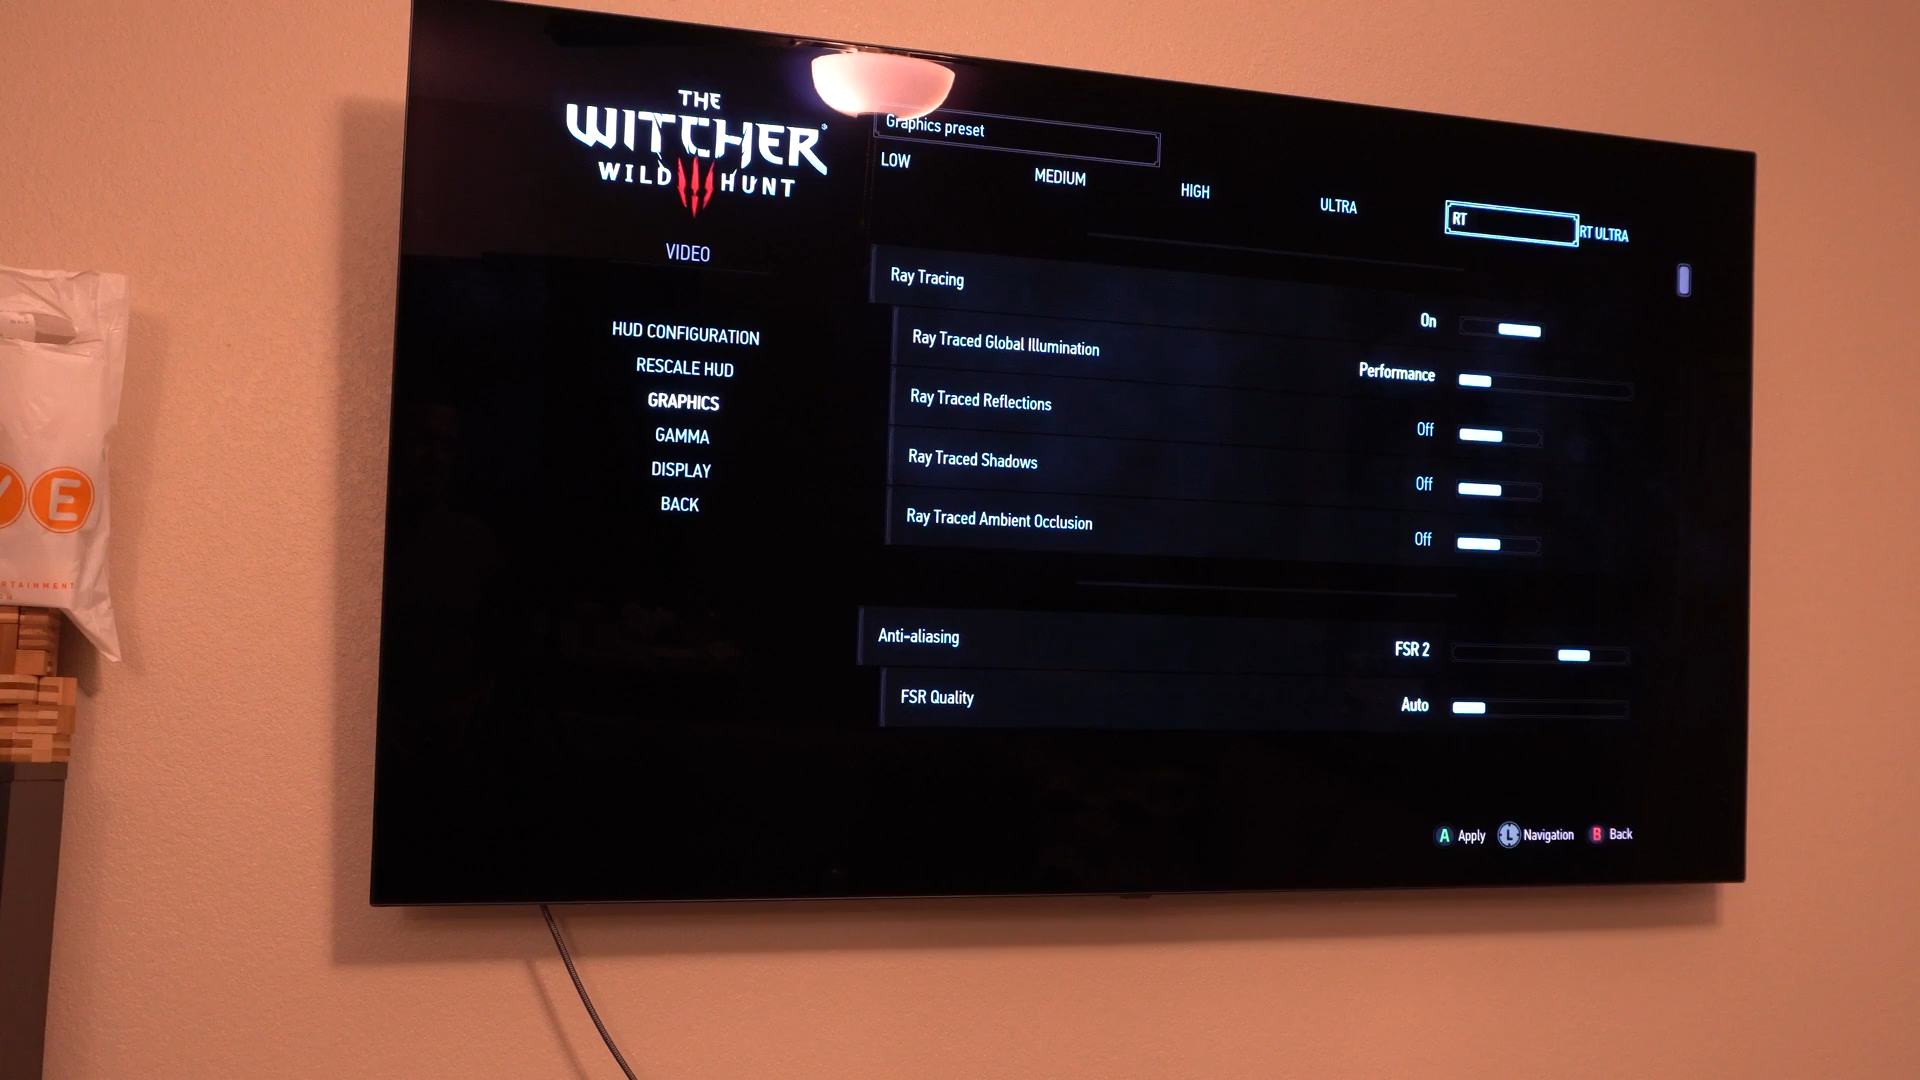 THE
WITCHER
WILD HUNT
VIDEO
HUD CONFIGURATION
RESCALE HUD
GRAPHICS
GAMMA
DISPLAY
BACK
Graphics preset
LOW MEDIUM HIGH ULTRA RT RT ULTRA
Ray Tracing On
Ray Traced Global Illumination Performance
Ray Traced Reflections Off
Ray Traced Shadows Off
Ray Traced Ambient Occlusion Off
Anti-aliasing FSR 2
FSR Quality Auto
A Apply L Navigation B Back
E
RTAINMENT